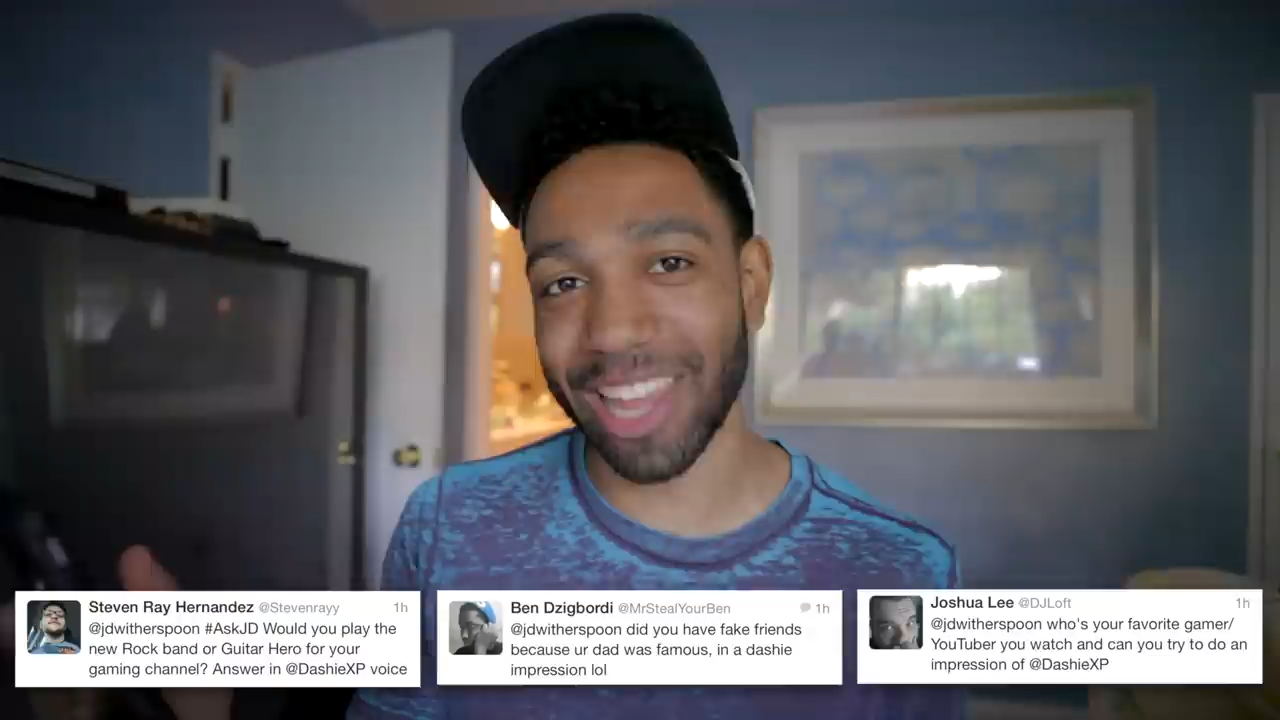 Steven Ray Hernandez @Stevenrayy 1h
@jdwitherspoon #AskJD Would you play the
new Rock band or Guitar Hero for your
gaming channel? Answer in @DashieXP voice
Ben Dzigbordi @MrStealYourBen 1h
@jdwitherspoon did you have fake friends
because ur dad was famous, in a dashie
impression lol
Joshua Lee @DJLoft 1h
@jdwitherspoon who's your favorite gamer/
YouTuber you watch and can you try to do an
impression of @DashieXP